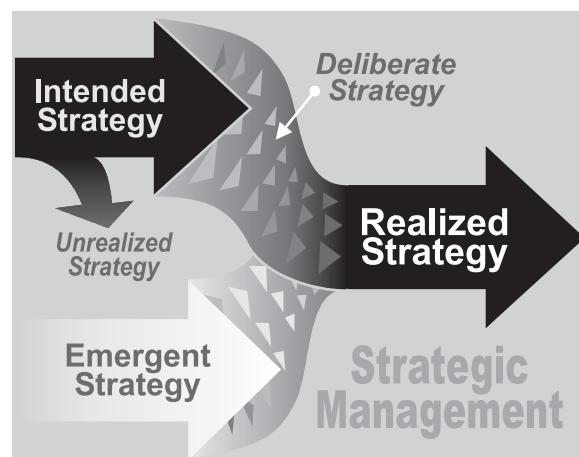 Intended
Strategy
Deliberate
Strategy
Unrealized
Strategy
Realized
Strategy
Emergent
Strategy
Strategic
Management